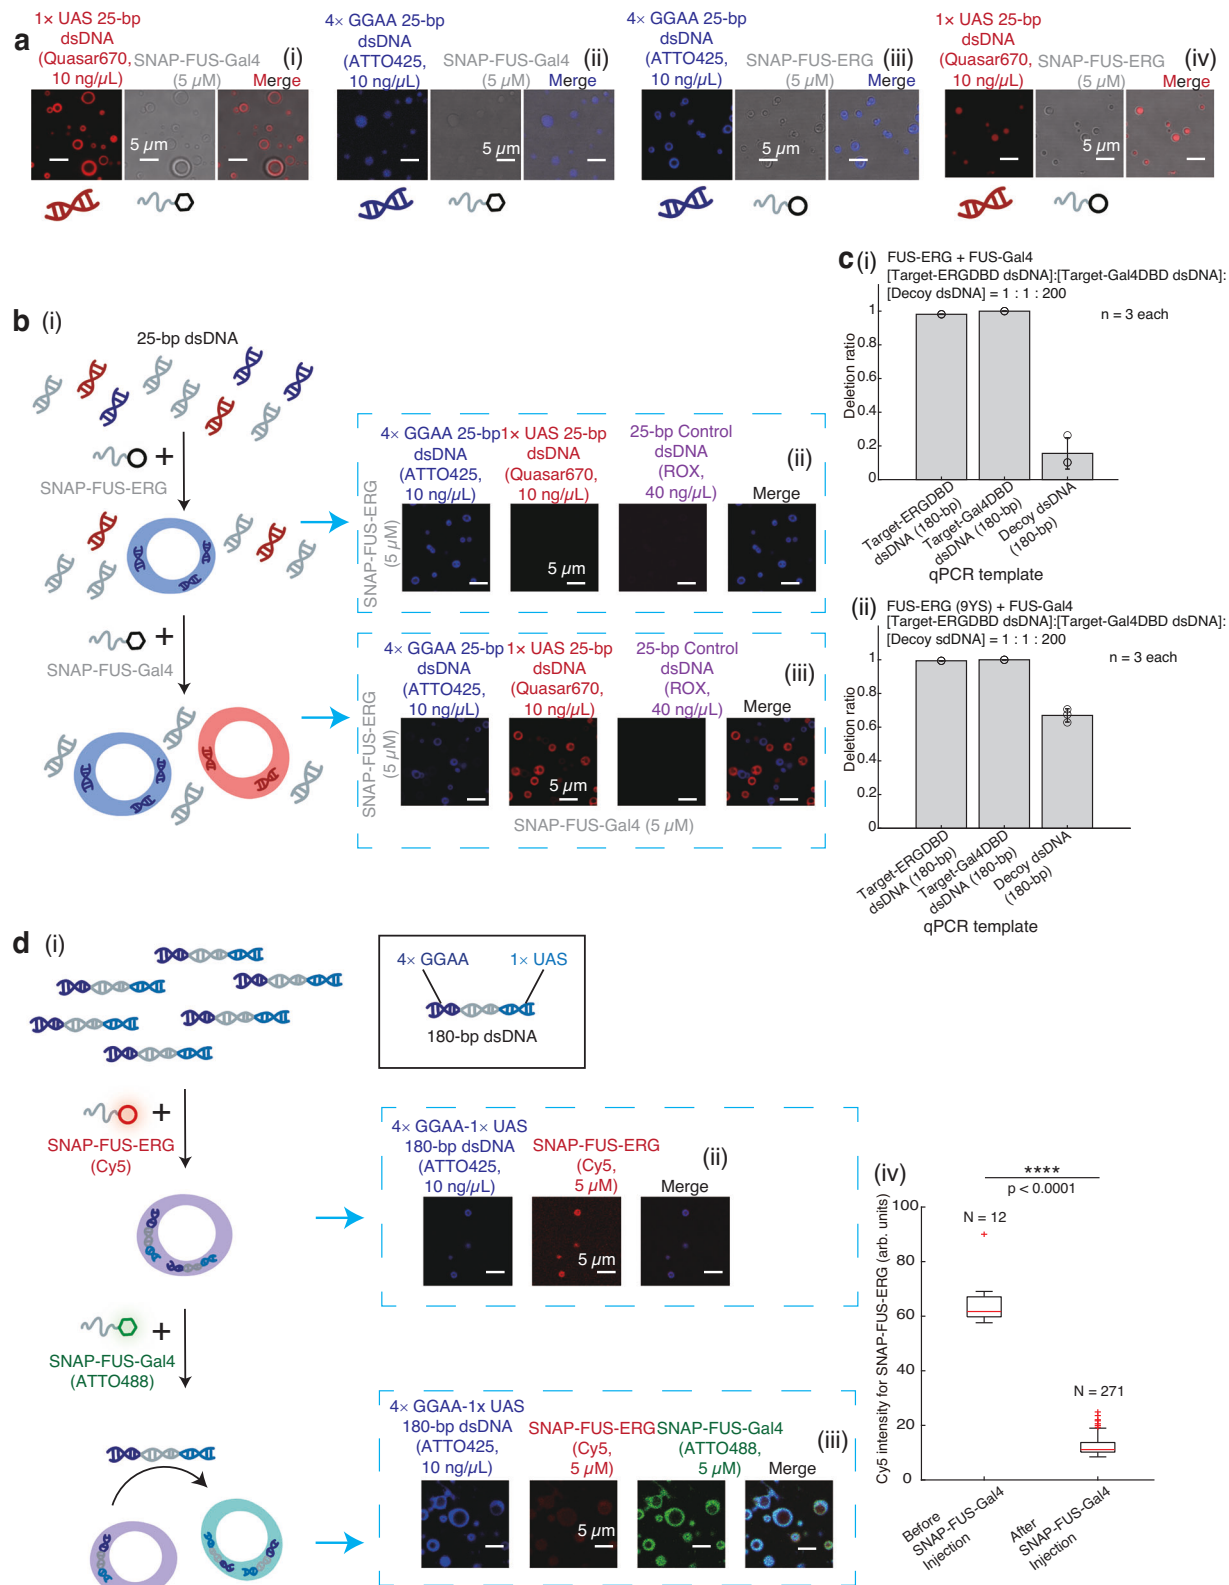 a
1× UAS 25-bp
dsDNA
(Quasar670,
10 ng/µL)
SNAP-FUS-Gal4
(5 µM)
(i)
Merge
5 µm
4× GGAA 25-bp
dsDNA
(ATTO425,
10 ng/µL)
SNAP-FUS-Gal4
(5 µM)
(ii)
Merge
5 µm
4× GGAA 25-bp
dsDNA
(ATTO425,
10 ng/µL)
SNAP-FUS-ERG
(5 µM)
(iii)
Merge
5 µm
1× UAS 25-bp
dsDNA
(Quasar670,
10 ng/µL)
SNAP-FUS-ERG
(5 µM)
(iv)
Merge
5 µm
b (i)
25-bp dsDNA
+
SNAP-FUS-ERG
+
SNAP-FUS-Gal4
4× GGAA 25-bp
dsDNA
(ATTO425,
10 ng/µL)
1× UAS 25-bp
dsDNA
(Quasar670,
10 ng/µL)
25-bp Control
dsDNA
(ROX,
40 ng/µL)
(ii)
Merge
SNAP-FUS-ERG
(5 µM)
5 µm
4× GGAA 25-bp
dsDNA
(ATTO425,
10 ng/µL)
1× UAS 25-bp
dsDNA
(Quasar670,
10 ng/µL)
25-bp Control
dsDNA
(ROX,
40 ng/µL)
(iii)
Merge
SNAP-FUS-ERG
(5 µM)
5 µm
SNAP-FUS-Gal4 (5 µM)
c (i)
FUS-ERG + FUS-Gal4
[Target-ERGDBD dsDNA]:[Target-Gal4DBD dsDNA]:
[Decoy dsDNA] = 1 : 1 : 200
n = 3 each
Deletion ratio
1
0.8
0.6
0.4
0.2
0
Target-ERGDBD
dsDNA (180-bp)
Target-Gal4DBD
dsDNA (180-bp)
Decoy dsDNA
(180-bp)
qPCR template
(ii)
FUS-ERG (9YS) + FUS-Gal4
[Target-ERGDBD dsDNA]:[Target-Gal4DBD dsDNA]:
[Decoy sdDNA] = 1 : 1 : 200
n = 3 each
Deletion ratio
1
0.8
0.6
0.4
0.2
0
Target-ERGDBD
dsDNA (180-bp)
Target-Gal4DBD
dsDNA (180-bp)
Decoy dsDNA
(180-bp)
qPCR template
d (i)
4× GGAA
1× UAS
180-bp dsDNA
+
SNAP-FUS-ERG
(Cy5)
+
SNAP-FUS-Gal4
(ATTO488)
4× GGAA-1× UAS
180-bp dsDNA
(ATTO425,
10 ng/µL)
SNAP-FUS-ERG
(Cy5,
5 µM)
(ii)
Merge
5 µm
4× GGAA-1x UAS
180-bp dsDNA
(ATTO425,
10 ng/µL)
SNAP-FUS-ERG
(Cy5,
5 µM)
SNAP-FUS-Gal4
(ATTO488,
5 µM)
(iii)
Merge
5 µm
(iv)
****
p < 0.0001
Cy5 intensity for SNAP-FUS-ERG (arb. units)
100
80
60
40
20
0
N = 12
N = 271
Before
SNAP-FUS-Gal4
Injection
After
SNAP-FUS-Gal4
Injection